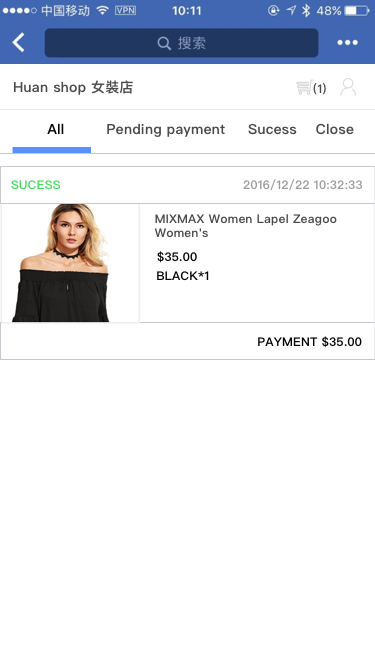 中国移动 VPN 10:11 48%
搜索
Huan shop 女裝店 (1)
All Pending payment Sucess Close
SUCESS 2016/12/22 10:32:33
MIXMAX Women Lapel Zeagoo
Women's
$35.00
BLACK*1
PAYMENT $35.00